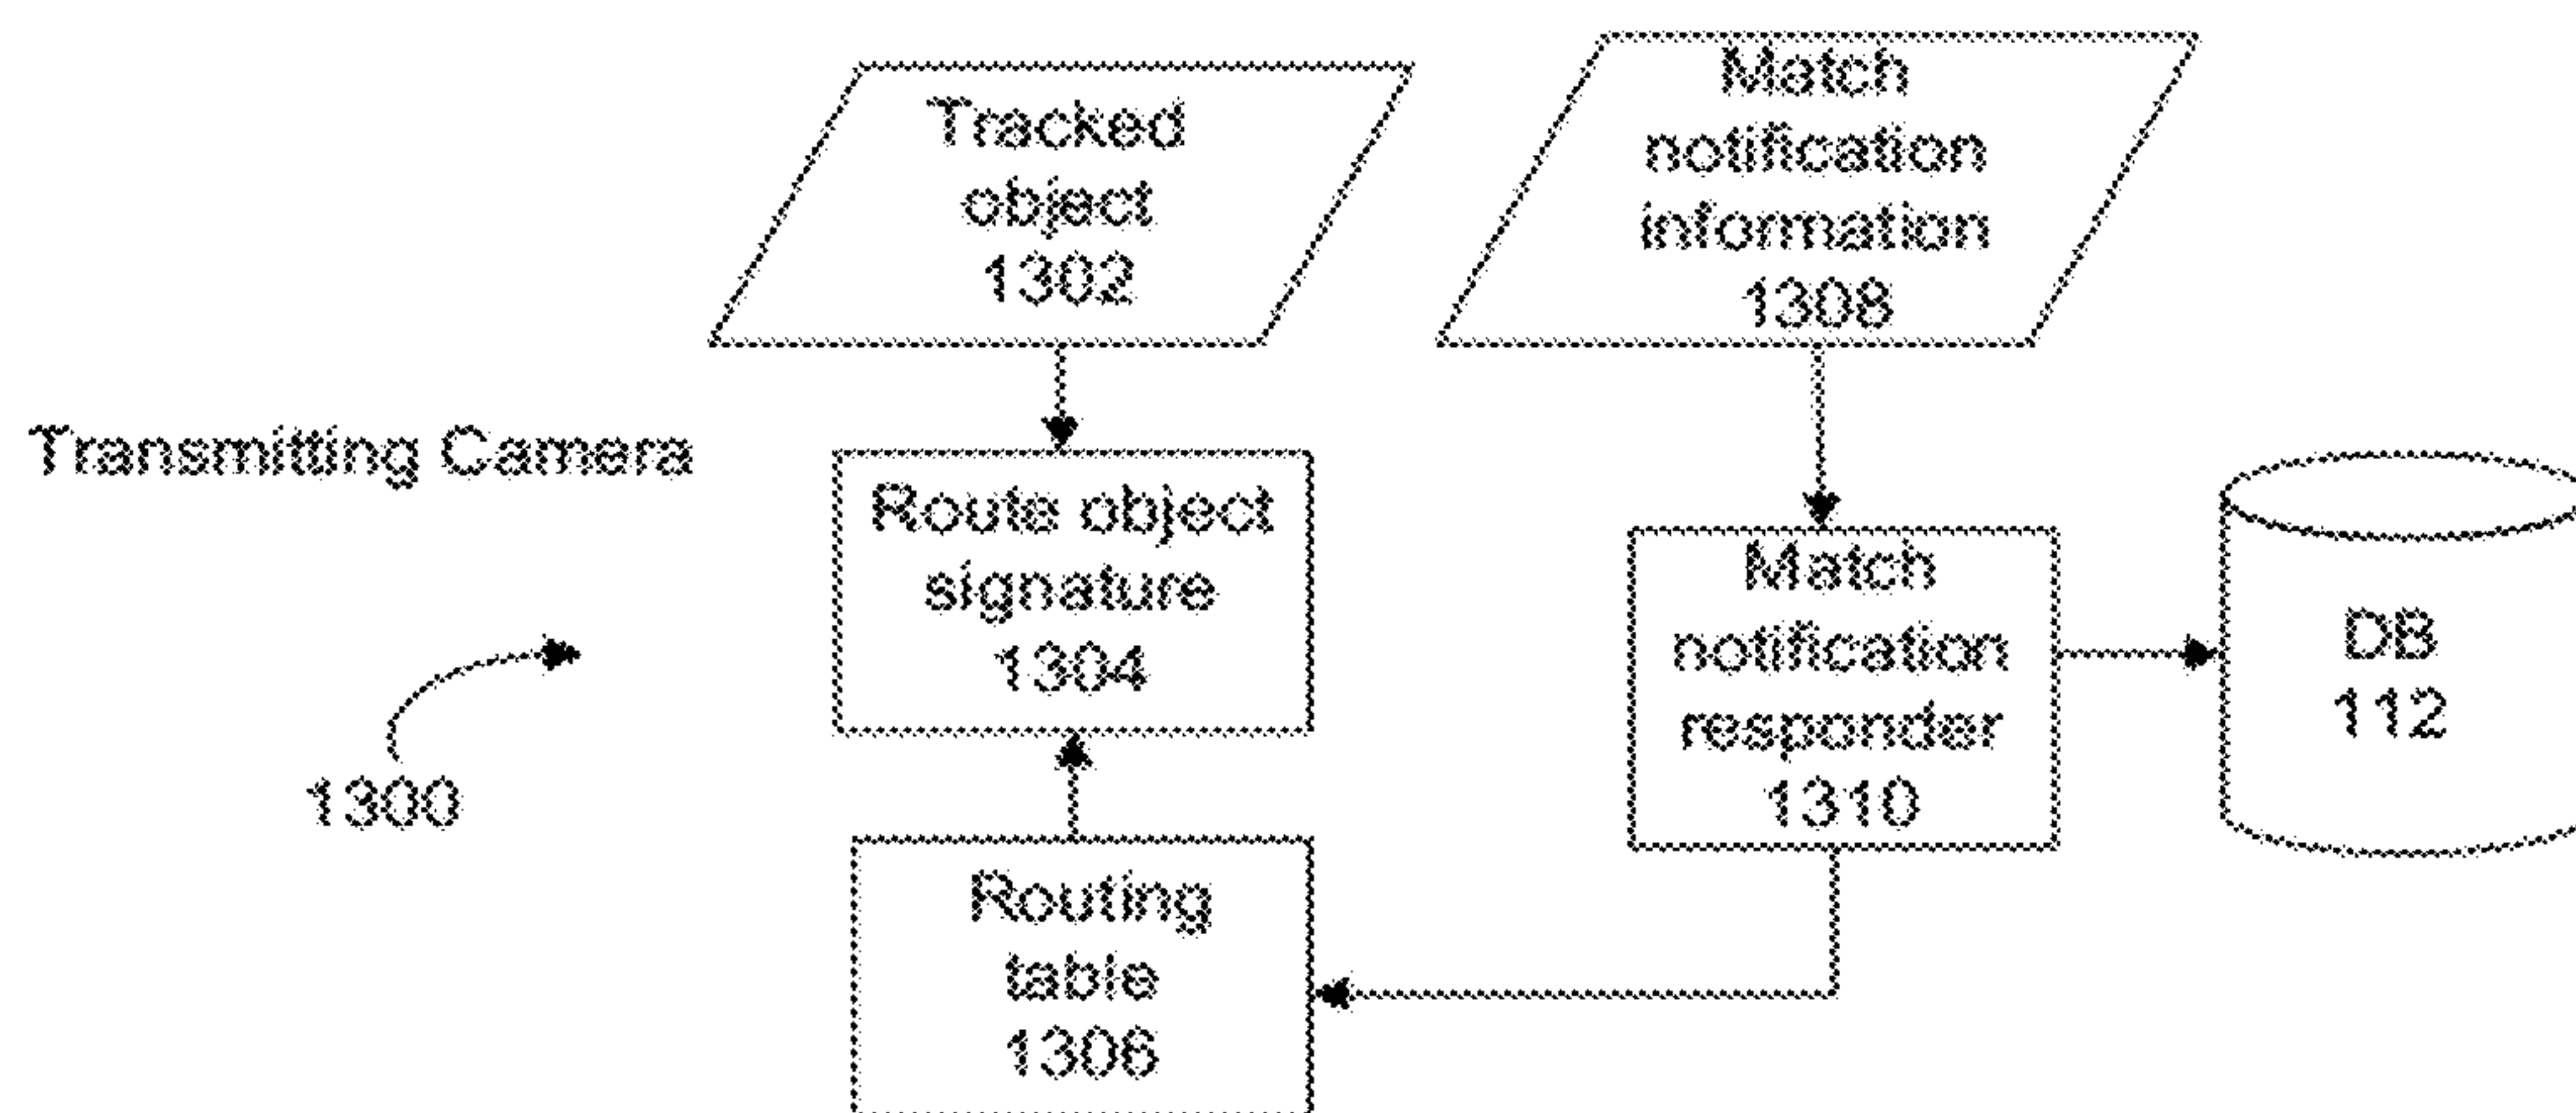 Tracked
object
1302
Match
notification
information
1308
Transmitting Camera
Route object
signature
1304
Match
notification
responder
1310
DB
112
1300
Routing
table
1306